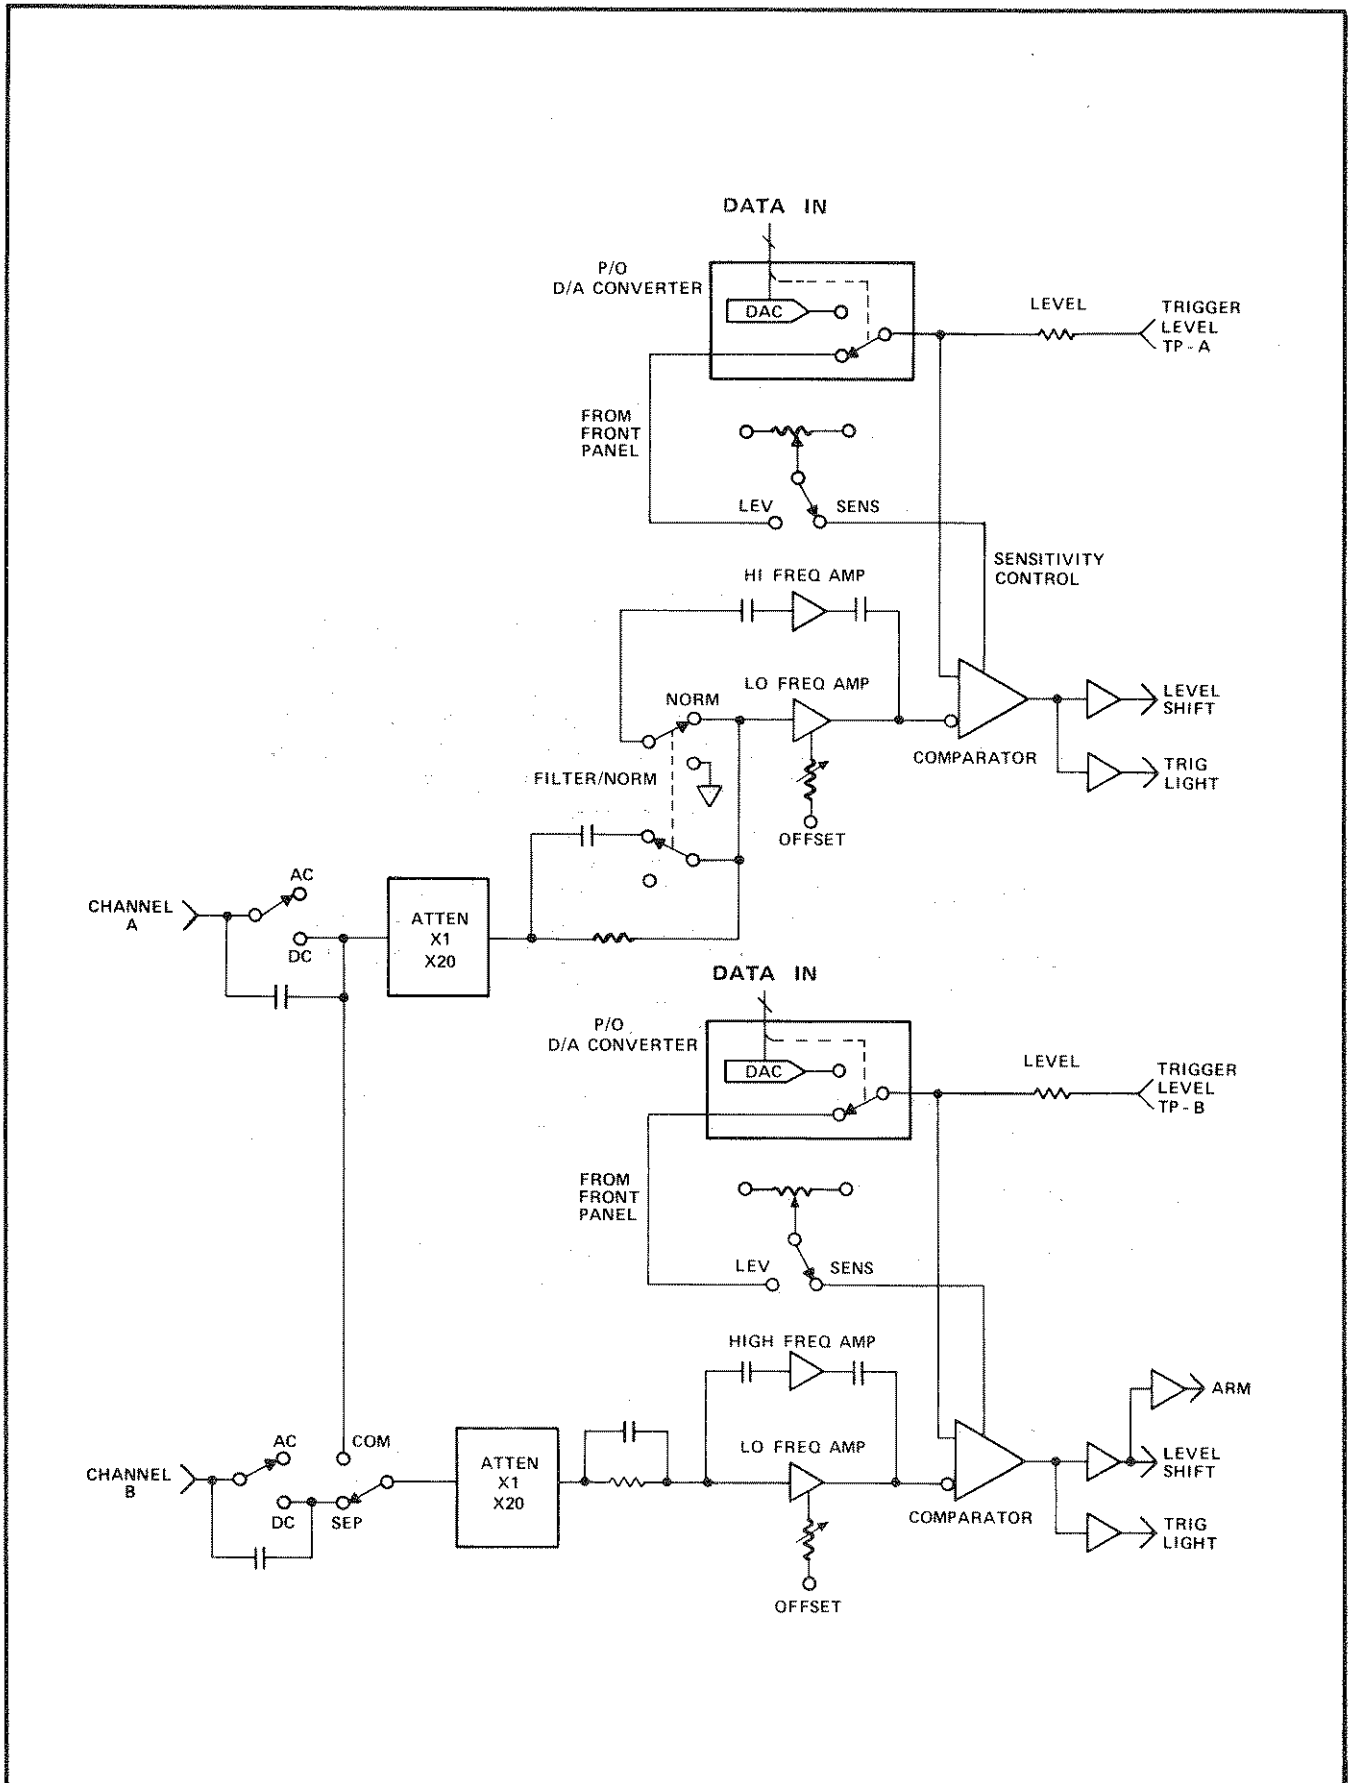 DATA IN
P/O
D/A CONVERTER
DAC
LEVEL
TRIGGER
LEVEL
TP-A
FROM
FRONT
PANEL
LEV
SENS
SENSITIVITY
CONTROL
HI FREQ AMP
LO FREQ AMP
NORM
FILTER/NORM
OFFSET
COMPARATOR
LEVEL
SHIFT
TRIG
LIGHT
CHANNEL
A
AC
DC
ATTEN
X1
X20
DATA IN
P/O
D/A CONVERTER
DAC
LEVEL
TRIGGER
LEVEL
TP-B
FROM
FRONT
PANEL
LEV
SENS
HIGH FREQ AMP
LO FREQ AMP
OFFSET
COMPARATOR
ARM
LEVEL
SHIFT
TRIG
LIGHT
CHANNEL
B
AC
DC
COM
SEP
ATTEN
X1
X20